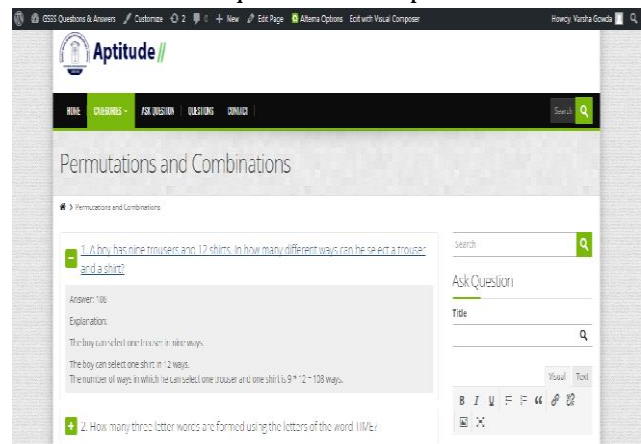 GSSS Questions & Answers Customize 2 0 New Edit Page Alterna Options Edit with Visual Composer Howdy, Varsha Gowda
Aptitude //
HOME CATEGORIES ASK QUESTION QUESTIONS CONTACT Search
Permutations and Combinations
> Permutations and Combinations
1. A boy has nine trousers and 12 shirts. In how many different ways can he select a trouser
and a shirt?
Answer: 108
Explanation:
The boy can select one trouser in nine ways.
The boy can select one shirt in 12 ways.
The number of ways in which he can select one trouser and one shirt is 9 * 12 = 108 ways.
2. How many three letter words are formed using the letters of the word TIME?
Search
Ask Question
Title
Visual Text
B I U